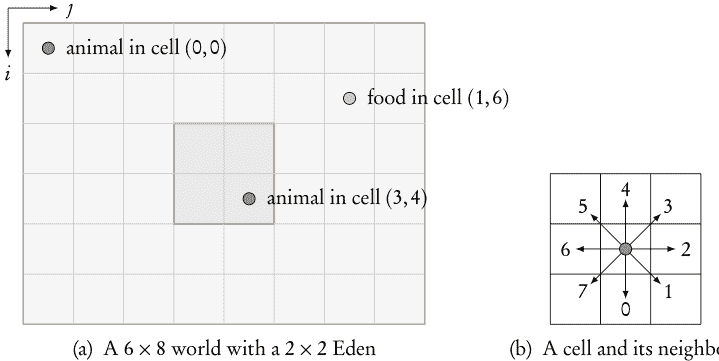 j
animal in cell (0,0)
i
food in cell (1,6)
animal in cell (3,4)
5 4 3
6 2
7 0 1
(a) A 6 × 8 world with a 2 × 2 Eden
(b) A cell and its neighb